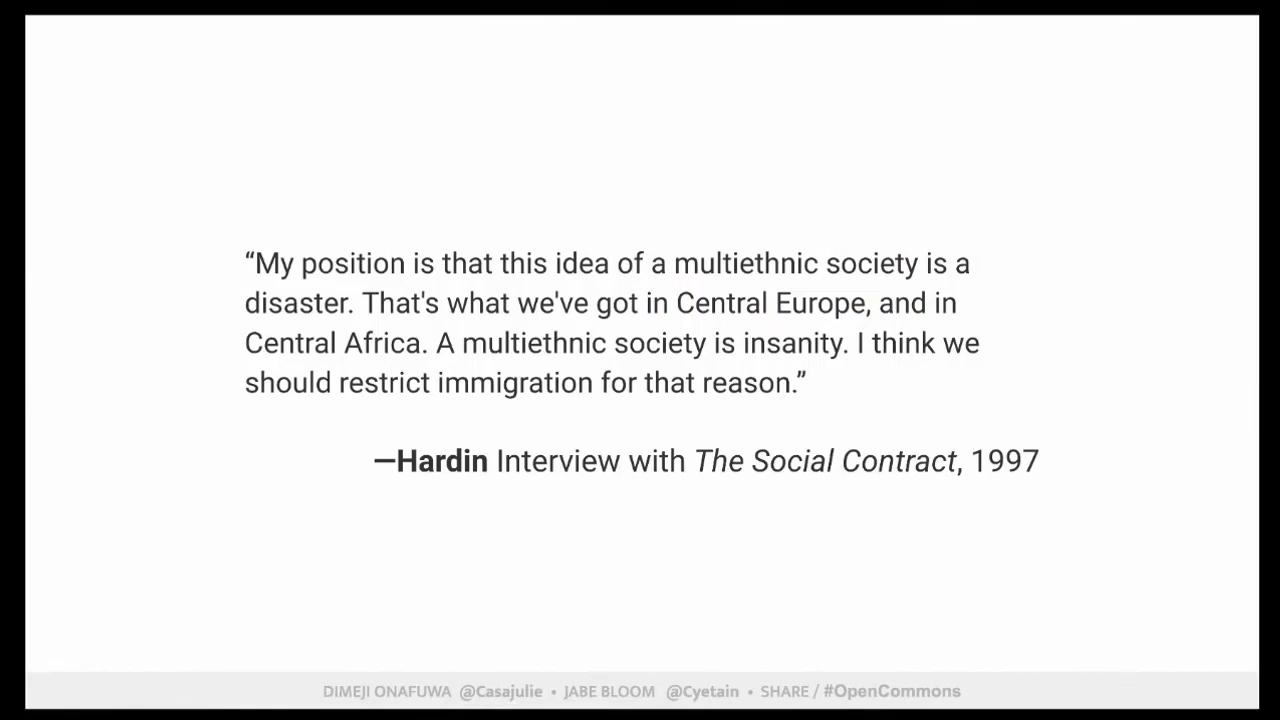 “My position is that this idea of a multiethnic society is a
disaster. That's what we've got in Central Europe, and in
Central Africa. A multiethnic society is insanity. I think we
should restrict immigration for that reason.”
—Hardin Interview with The Social Contract, 1997
DIMEJI ONAFUWA @Casajulie • JABE BLOOM @Cyetain • SHARE / #OpenCommons